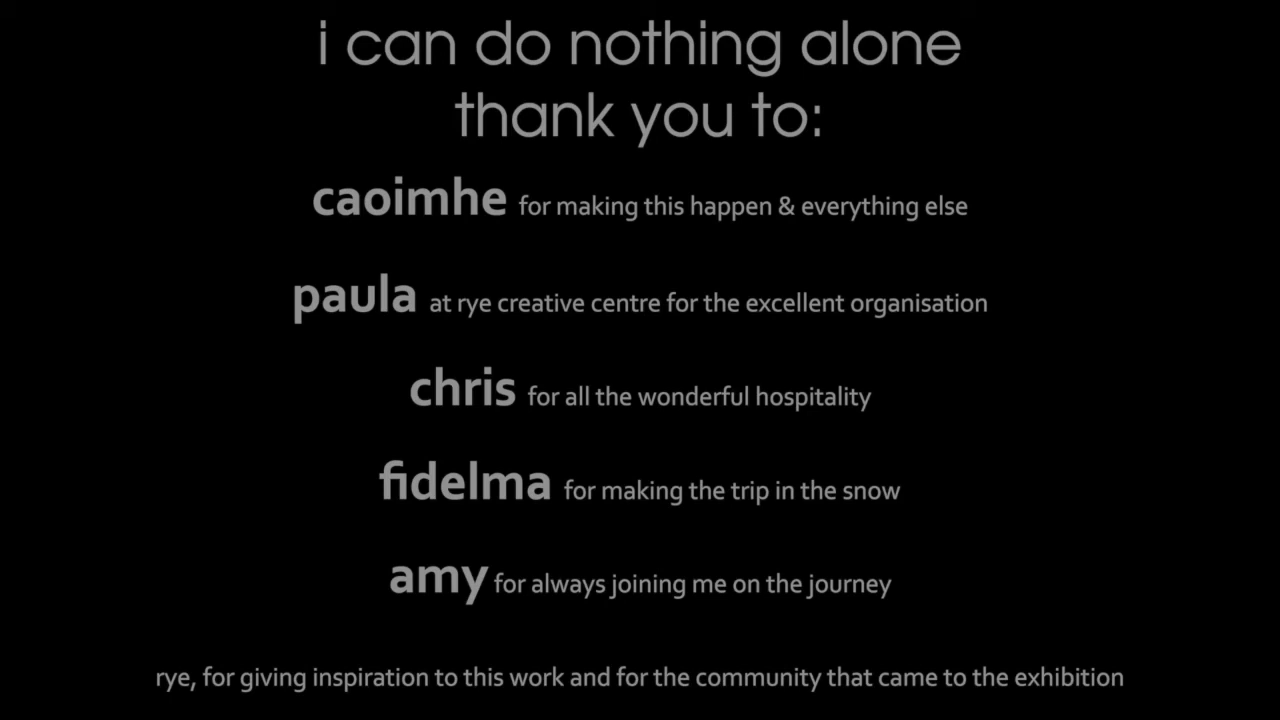 i can do nothing alone
thank you to:
caoimhe for making this happen & everything else
paula at rye creative centre for the excellent organisation
chris for all the wonderful hospitality
fidelma for making the trip in the snow
amy for always joining me on the journey
rye, for giving inspiration to this work and for the community that came to the exhibition